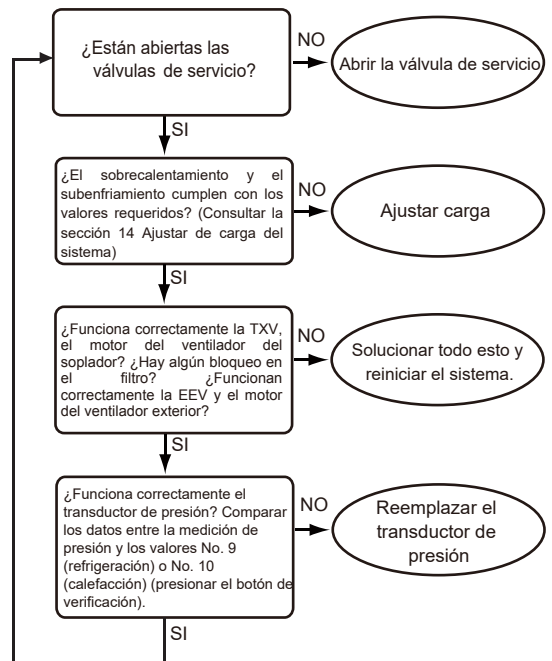 ¿Están abiertas las
válvulas de servicio?
NO
Abrir la válvula de servicio
SI
¿El sobrecalentamiento y el
subenfriamiento cumplen con los
valores requeridos? (Consultar la
sección 14 Ajustar de carga del
sistema)
NO
Ajustar carga
SI
¿Funciona correctamente la TXV,
el motor del ventilador del
soplador? ¿Hay algún bloqueo en
el filtro? ¿Funcionan
correctamente la EEV y el motor
del ventilador exterior?
NO
Solucionar todo esto y
reiniciar el sistema.
SI
¿Funciona correctamente el
transductor de presión? Comparar
los datos entre la medición de
presión y los valores No. 9
(refrigeración) o No. 10
(calefacción) (presionar el botón de
verificación).
NO
Reemplazar el
transductor de
presión
SI